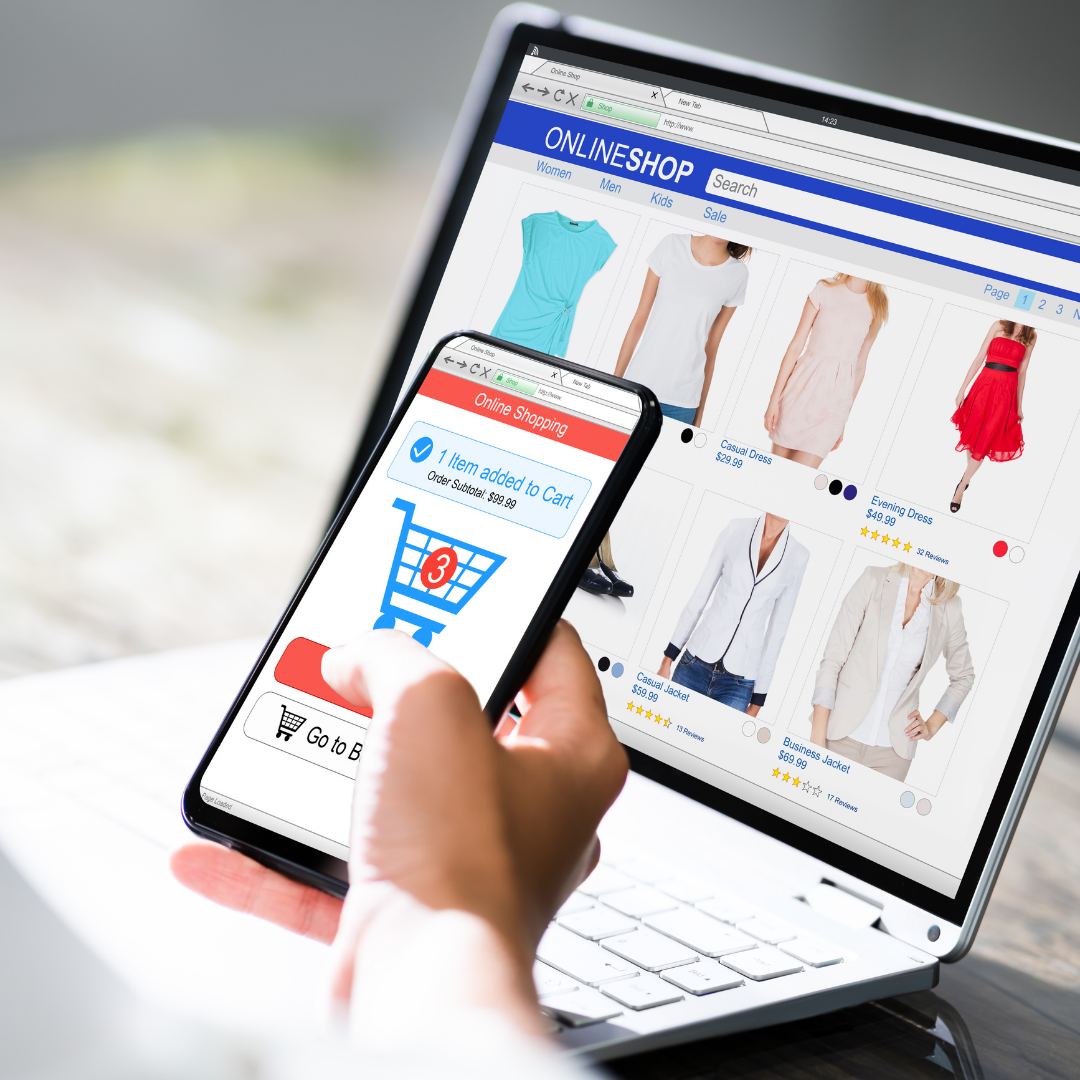 Online Shop
X
New Tab
14:23
Shop
http://www
ONLINESHOP
Search
Women
Men
Kids
Sale
Page 1 2 3
Casual Dress
$29.99
Evening Dress
$49.99
32 Reviews
Casual Jacket
$59.99
13 Reviews
Business Jacket
$69.99
17 Reviews
Online Shop
X
New Tab
Shop
http://www
Online Shopping
1 Item added to Cart
Order Subtotal: $99.99
3
Go to
Page Loaded